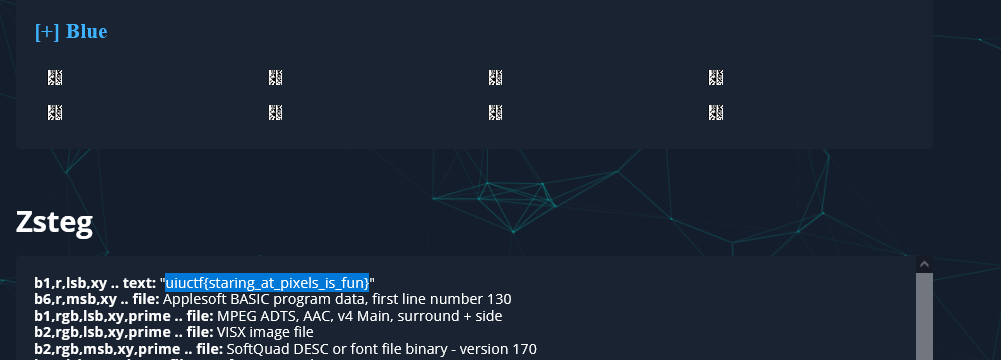 [+] Blue
Zsteg
b1,r,lsb,xy .. text: "uiuctf{staring_at_pixels_is_fun}"
b6,r,msb,xy .. file: Applesoft BASIC program data, first line number 130
b1,rgb,lsb,xy,prime .. file: MPEG ADTS, AAC, v4 Main, surround + side
b2,rgb,lsb,xy,prime .. file: VISX image file
b2,rgb,msb,xy,prime .. file: SoftQuad DESC or font file binary - version 170